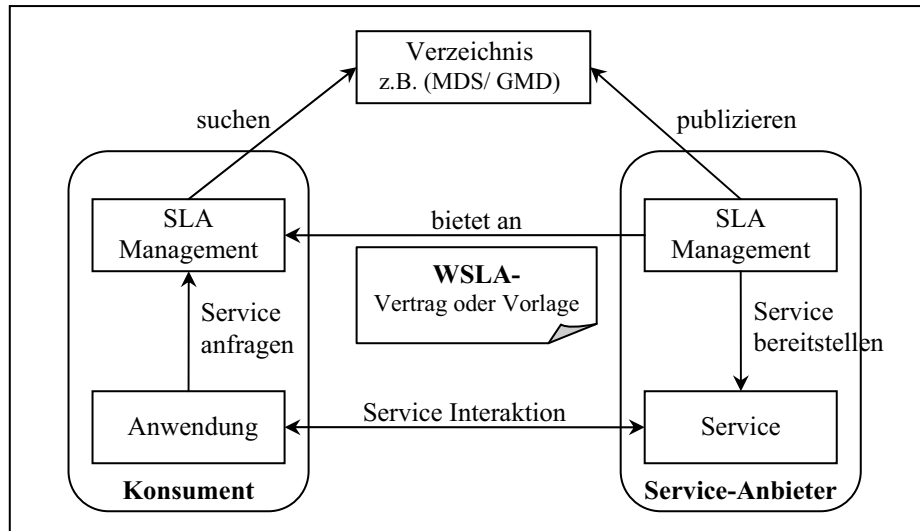 Verzeichnis
z.B. (MDS/ GMD)
suchen
publizieren
SLA
Management
bietet an
SLA
Management
WSLA-
Vertrag oder Vorlage
Service
anfragen
Service
bereitstellen
Anwendung
Service Interaktion
Service
Konsument
Service-Anbieter